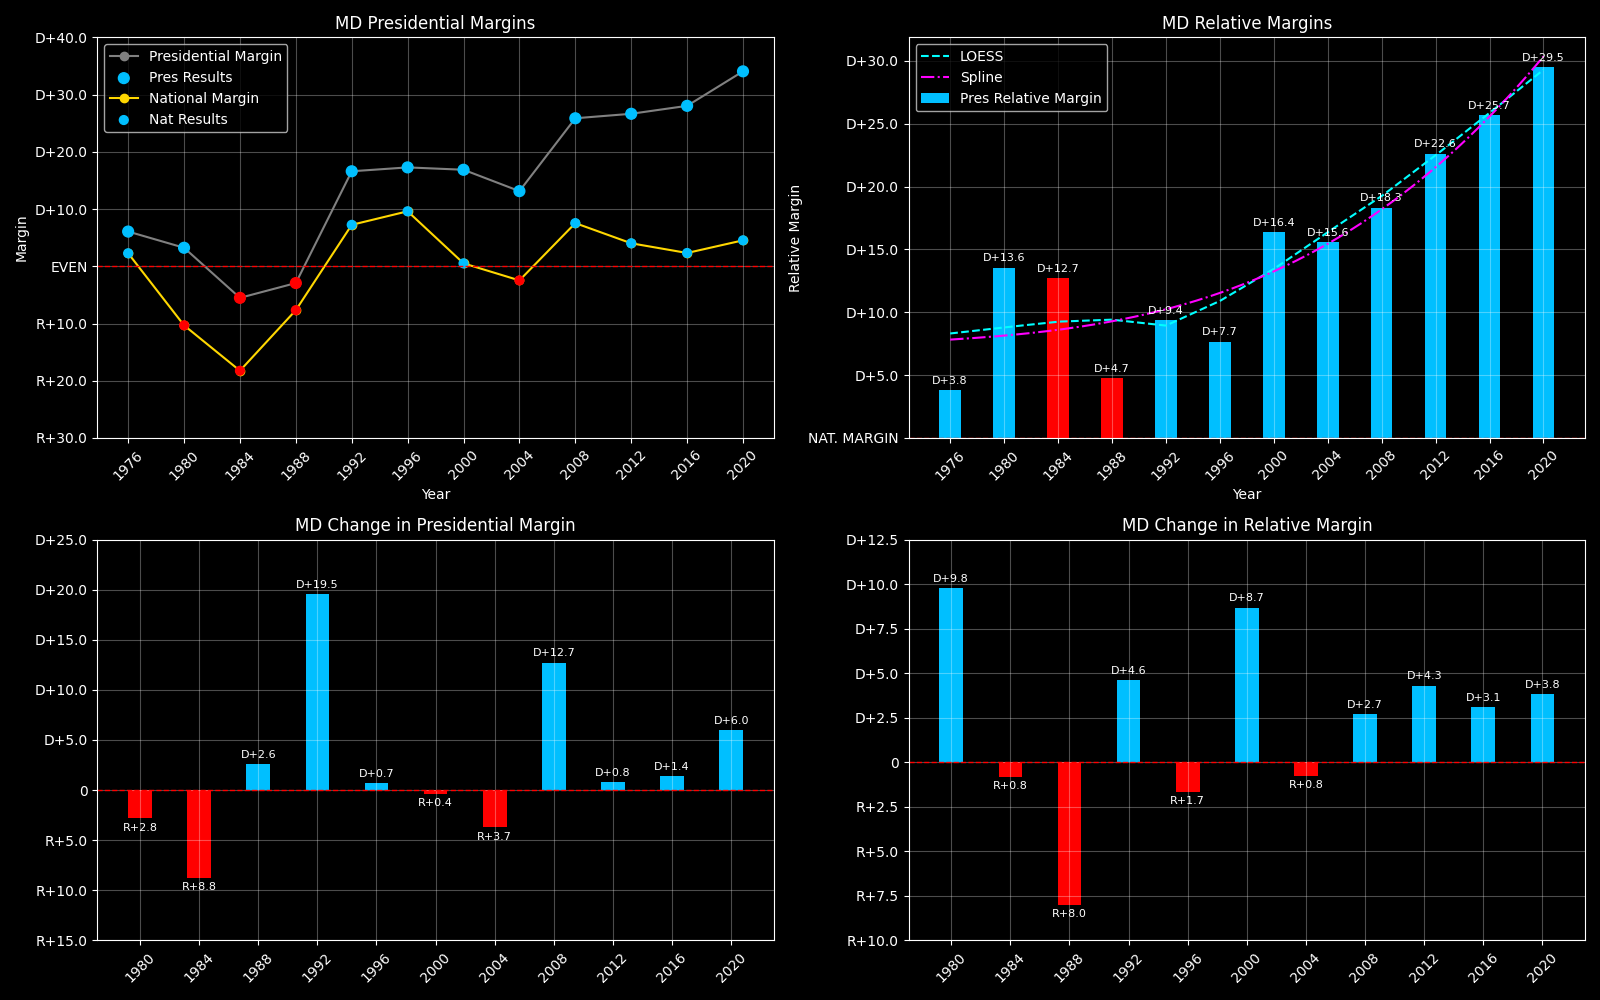 MD Presidential Margins
D+40.0
D+30.0
D+20.0
D+10.0
EVEN
R+10.0
R+20.0
R+30.0
Margin
Presidential Margin
Pres Results
National Margin
Nat Results
1976
1980
1984
1988
1992
1996
2000
2004
2008
2012
2016
2020
Year
MD Relative Margins
D+30.0
D+25.0
D+20.0
D+15.0
D+10.0
D+5.0
NAT. MARGIN
Relative Margin
LOESS
Spline
Pres Relative Margin
D+3.8
D+13.6
D+12.7
D+4.7
D+9.4
D+7.7
D+16.4
D+15.6
D+18.3
D+22.6
D+25.7
D+29.5
1976
1980
1984
1988
1992
1996
2000
2004
2008
2012
2016
2020
Year
MD Change in Presidential Margin
D+25.0
D+20.0
D+15.0
D+10.0
D+5.0
0
R+5.0
R+10.0
R+15.0
R+2.8
R+8.8
D+2.6
D+19.5
D+0.7
R+0.4
R+3.7
D+12.7
D+0.8
D+1.4
D+6.0
1980
1984
1988
1992
1996
2000
2004
2008
2012
2016
2020
MD Change in Relative Margin
D+12.5
D+10.0
D+7.5
D+5.0
D+2.5
0
R+2.5
R+5.0
R+7.5
R+10.0
D+9.8
R+0.8
R+8.0
D+4.6
R+1.7
D+8.7
R+0.8
D+2.7
D+4.3
D+3.1
D+3.8
1980
1984
1988
1992
1996
2000
2004
2008
2012
2016
2020